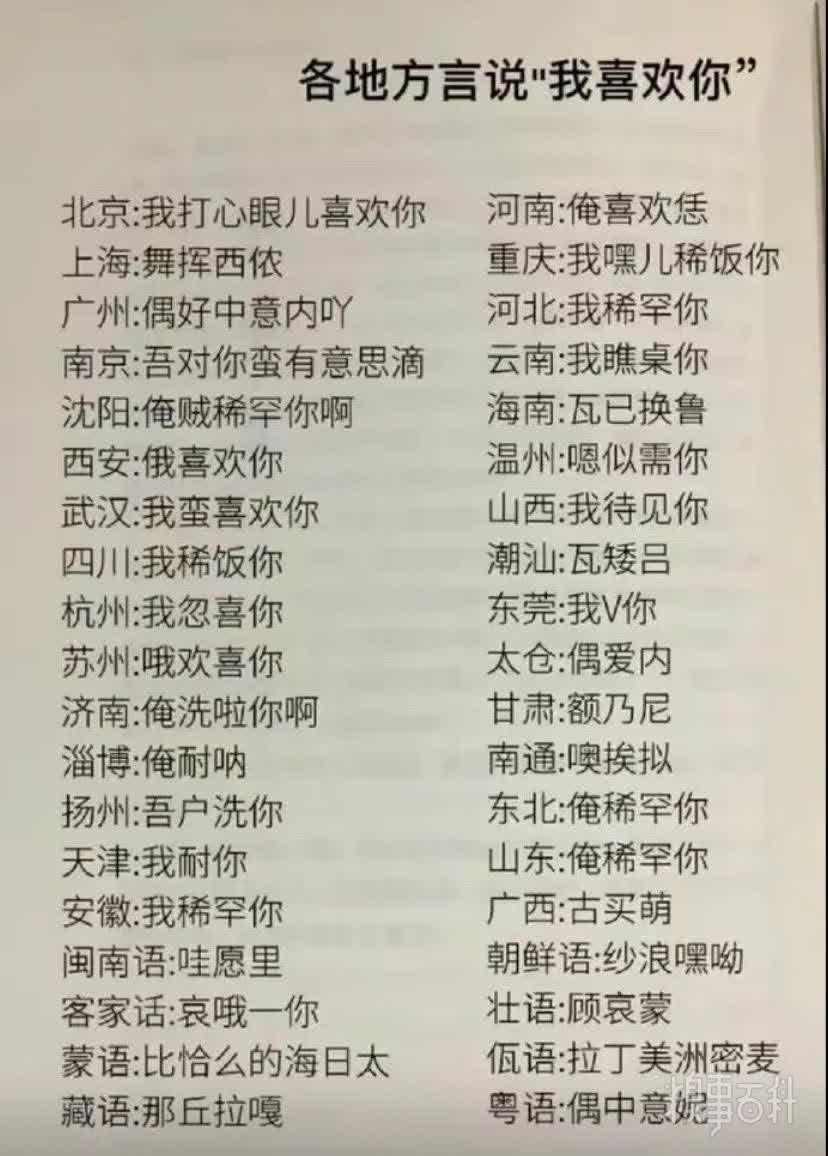 各地方言说"我喜欢你”
北京:我打心眼儿喜欢你
上海:舞挥西侬
广州:偶好中意内吖
南京:吾对你蛮有意思滴
沈阳:俺贼稀罕你啊
西安:俄喜欢你
武汉:我蛮喜欢你
四川:我稀饭你
杭州:我忽喜你
苏州:哦欢喜你
济南:俺洗啦你啊
淄博:俺耐呐
扬州:吾户洗你
天津:我耐你
安徽:我稀罕你
闽南语:哇愿里
客家话:哀哦一你
蒙语:比恰么的海日太
藏语:那丘拉嘎
河南:俺喜欢恁
重庆:我嘿儿稀饭你
河北:我稀罕你
云南:我瞧桌你
海南:瓦已换鲁
温州:嗯似需你
山西:我待见你
潮汕:瓦矮吕
东莞:我V你
太仓:偶爱内
甘肃:额乃尼
南通:噢挨拟
东北:俺稀罕你
山东:俺稀罕你
广西:古买萌
朝鲜语:纱浪嘿呦
壮语:顾哀蒙
佤语:拉丁美洲密麦
粤语:偶中意妮